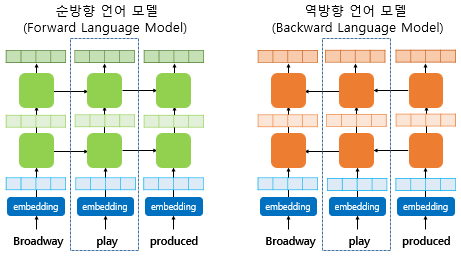 순방향 언어 모델
(Forward Language Model)
embedding embedding embedding
Broadway play produced
역방향 언어 모델
(Backward Language Model)
embedding embedding embedding
Broadway play produced